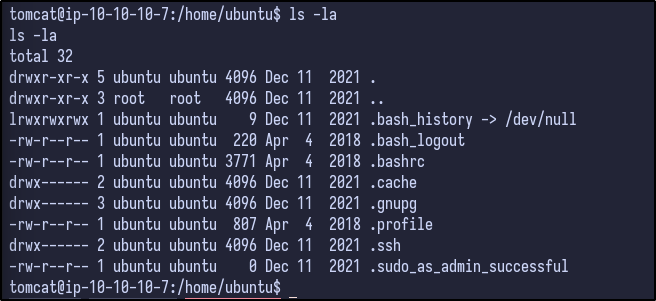 tomcat@ip-10-10-10-7:/home/ubuntu$ ls -la
ls -la
total 32
drwxr-xr-x 5 ubuntu ubuntu 4096 Dec 11  2021 .
drwxr-xr-x 3 root   root   4096 Dec 11  2021 ..
lrwxrwxrwx 1 ubuntu ubuntu    9 Dec 11  2021 .bash_history -> /dev/null
-rw-r--r-- 1 ubuntu ubuntu  220 Apr  4  2018 .bash_logout
-rw-r--r-- 1 ubuntu ubuntu 3771 Apr  4  2018 .bashrc
drwx------ 2 ubuntu ubuntu 4096 Dec 11  2021 .cache
drwx------ 3 ubuntu ubuntu 4096 Dec 11  2021 .gnupg
-rw-r--r-- 1 ubuntu ubuntu  807 Apr  4  2018 .profile
drwx------ 2 ubuntu ubuntu 4096 Dec 11  2021 .ssh
-rw-r--r-- 1 ubuntu ubuntu    0 Dec 11  2021 .sudo_as_admin_successful
tomcat@ip-10-10-10-7:/home/ubuntu$ _